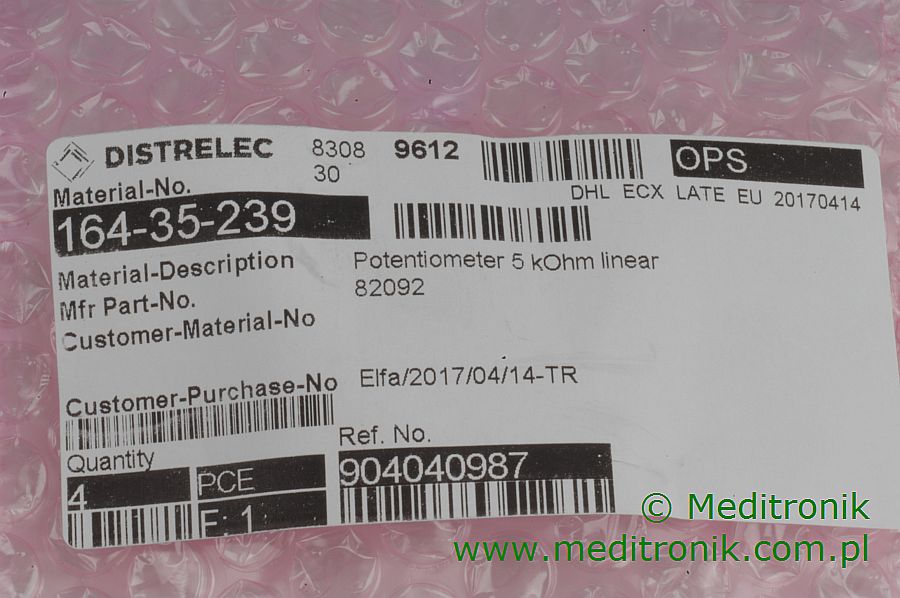 DISTRELEC 8308 9612 OPS
30
DHL ECX LATE EU 20170414
Material-No.
164-35-239
Material-Description Potentiometer 5 kOhm linear
Mfr Part-No. 82092
Customer-Material-No
Customer-Purchase-No Elfa/2017/04/14-TR
Ref. No.
Quantity 904040987
4 PCE
F: 1
© Meditronik
www.meditronik.com.pl